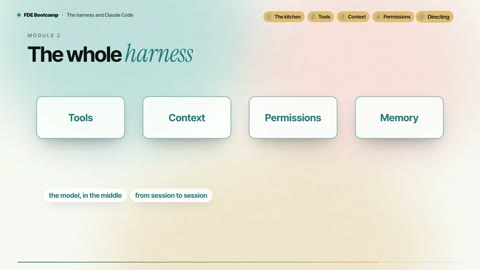 FDE Bootcamp · The harness and Claude Code
The kitchen Tools Context Permissions Directing
MODULE 2
The whole harness
Tools Context Permissions Memory
the model, in the middle from session to session